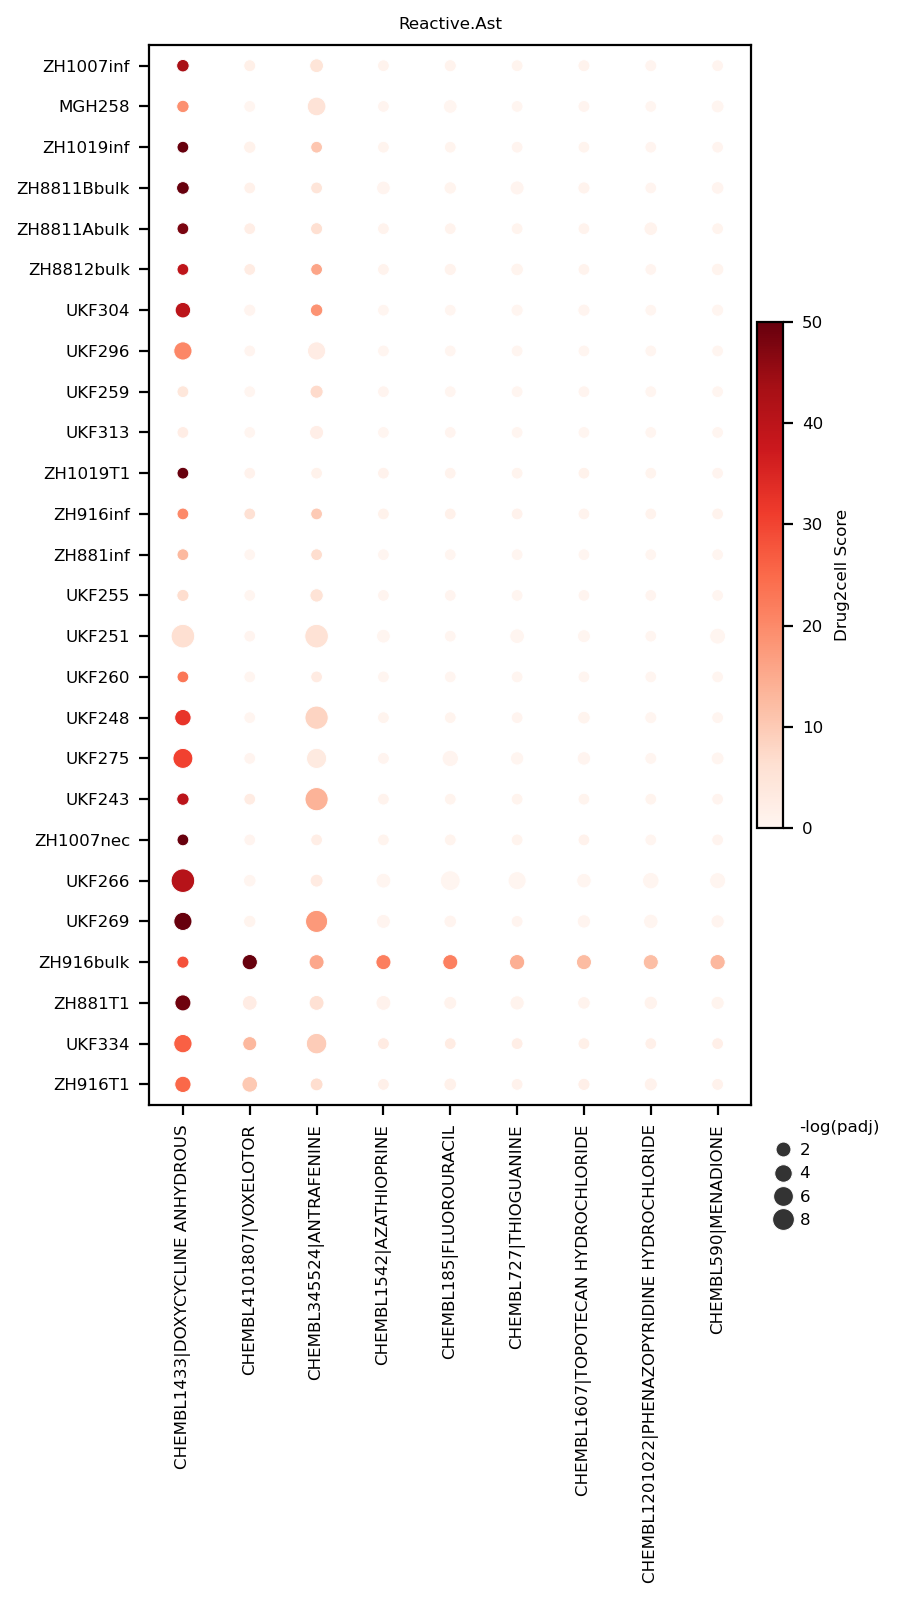 Reactive.Ast
ZH1007inf
MGH258
ZH1019inf
ZH8811Bbulk
ZH8811Abulk
ZH8812bulk
UKF304
UKF296
UKF259
UKF313
ZH1019T1
ZH916inf
ZH881inf
UKF255
UKF251
UKF260
UKF248
UKF275
UKF243
ZH1007nec
UKF266
UKF269
ZH916bulk
ZH881T1
UKF334
ZH916T1
CHEMBL1433|DOXYCYCLINE ANHYDROUS
CHEMBL4101807|VOXELOTOR
CHEMBL345524|ANTRAFENINE
CHEMBL1542|AZATHIOPRINE
CHEMBL185|FLUOROURACIL
CHEMBL727|THIOGUANINE
CHEMBL1607|TOPOTECAN HYDROCHLORIDE
CHEMBL1201022|PHENAZOPYRIDINE HYDROCHLORIDE
CHEMBL590|MENADIONE
50
40
30
20
10
0
Drug2cell Score
-log(padj)
2
4
6
8